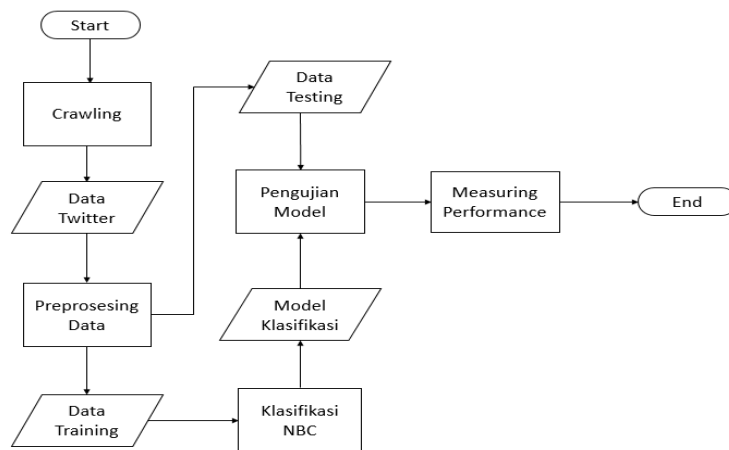 Start
Crawling
Data
Twitter
Preprosesing
Data
Data
Training
Klasifikasi
NBC
Model
Klasifikasi
Data
Testing
Pengujian
Model
Measuring
Performance
End